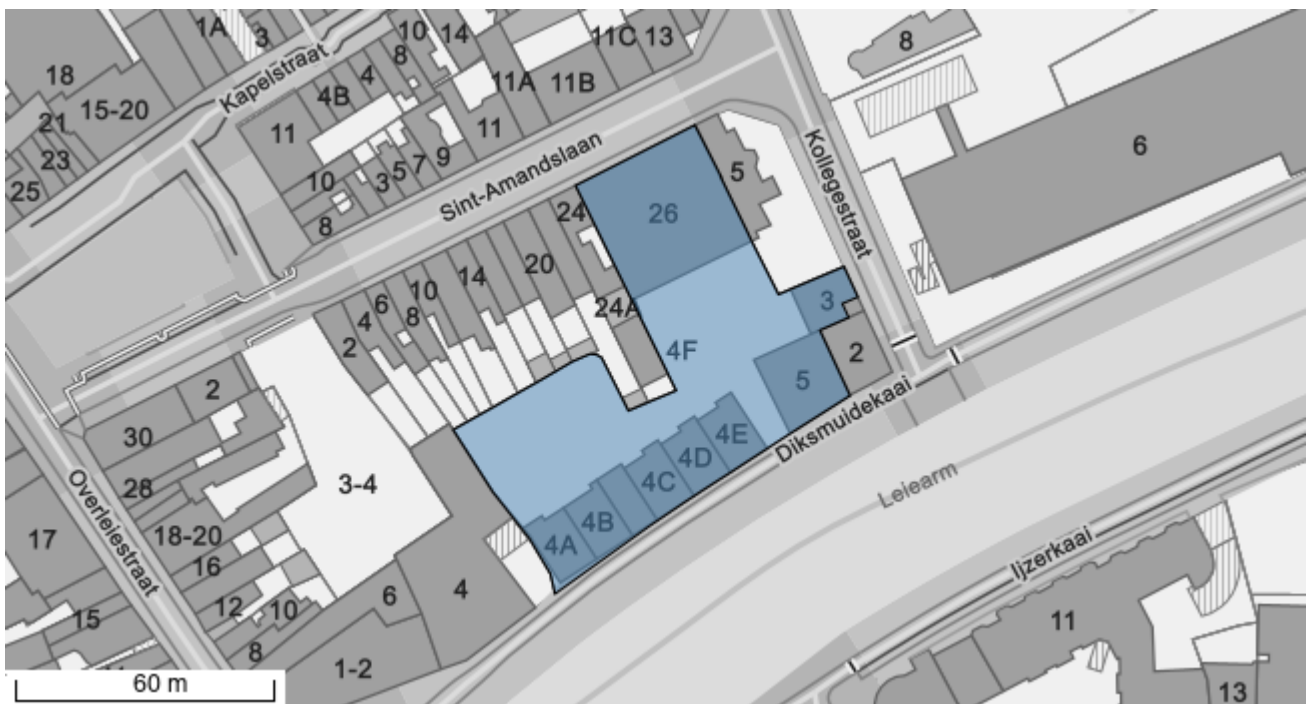 1A
3
10
14
11C
13
8
18
8
4
11A
11B
Kapelstraat
4B
15-20
21
11
11
6
23
9
7
5
Sint-Amandslaan
5
Kollegestraat
25
10
3
8
24
26
20
14
10
6
8
4
24A
3
2
4F
2
2
5
Diksmuidekaai
30
4E
4D
Leiearm
28
3-4
4C
Overleiestraat
18-20
4B
17
16
4A
Ijzerkaai
4
6
12
10
15
11
8
1-2
60 m
13